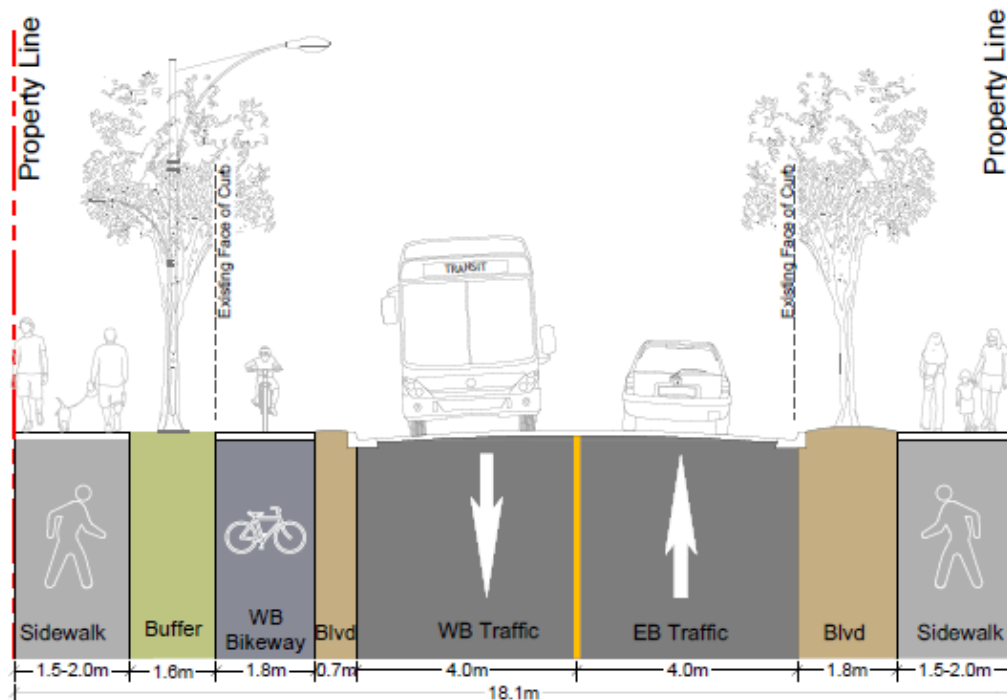 Property Line
Property Line
Existing Face of Curb
Existing Face of Curb
TRANSIT
Sidewalk
Buffer
WB
Bikeway
Blvd
WB Traffic
EB Traffic
Blvd
Sidewalk
1.5-2.0m
1.6m
1.8m
0.7m
4.0m
4.0m
1.8m
1.5-2.0m
18.1m